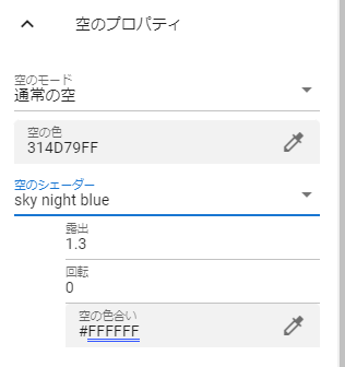 空のプロパティ
空のモード
通常の空
空の色
314D79FF
空のシェーダー
sky night blue
露出
1.3
回転
0
空の色合い
#FFFFFF